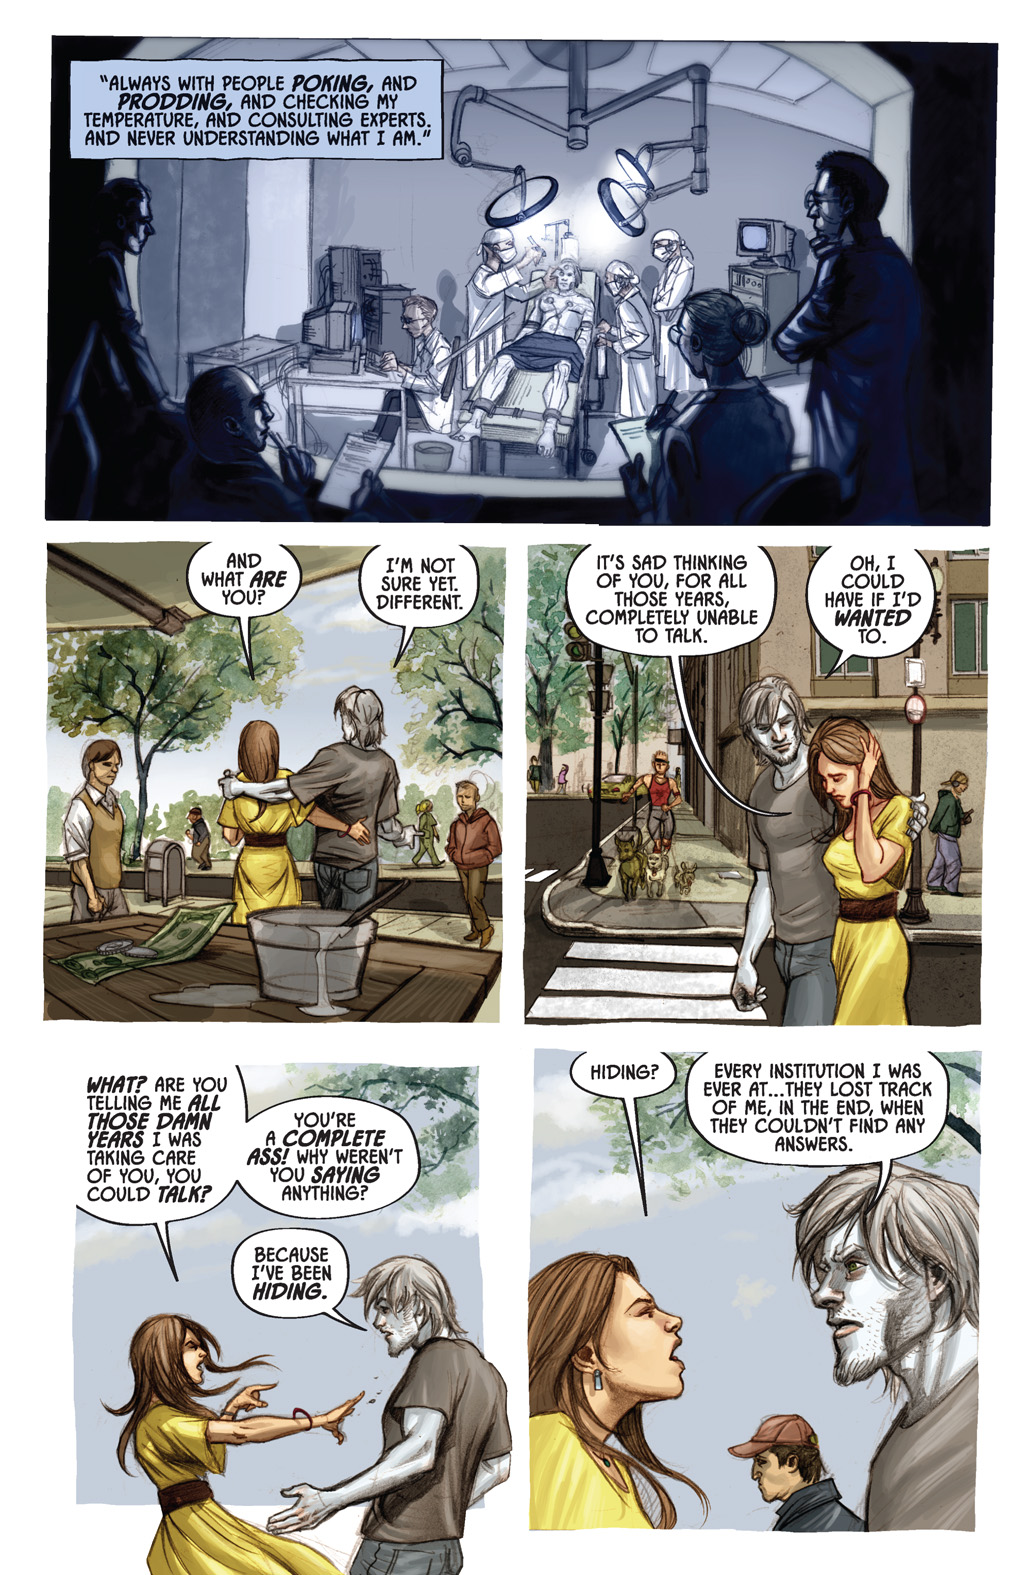 "ALWAYS WITH PEOPLE POKING, AND
PRODDING, AND CHECKING MY
TEMPERATURE, AND CONSULTING EXPERTS.
AND NEVER UNDERSTANDING WHAT I AM."
AND
WHAT ARE
YOU?
I'M NOT
SURE YET.
DIFFERENT.
IT'S SAD THINKING
OF YOU, FOR ALL
THOSE YEARS,
COMPLETELY UNABLE
TO TALK.
OH, I
COULD
HAVE IF I'D
WANTED
TO.
WHAT? ARE YOU
TELLING ME ALL
THOSE DAMN
YEARS I WAS
TAKING CARE
OF YOU, YOU
COULD TALK?
YOU'RE
A COMPLETE
ASS! WHY WEREN'T
YOU SAYING
ANYTHING?
BECAUSE
I'VE BEEN
HIDING.
HIDING?
EVERY INSTITUTION I WAS
EVER AT...THEY LOST TRACK
OF ME, IN THE END, WHEN
THEY COULDN'T FIND ANY
ANSWERS.